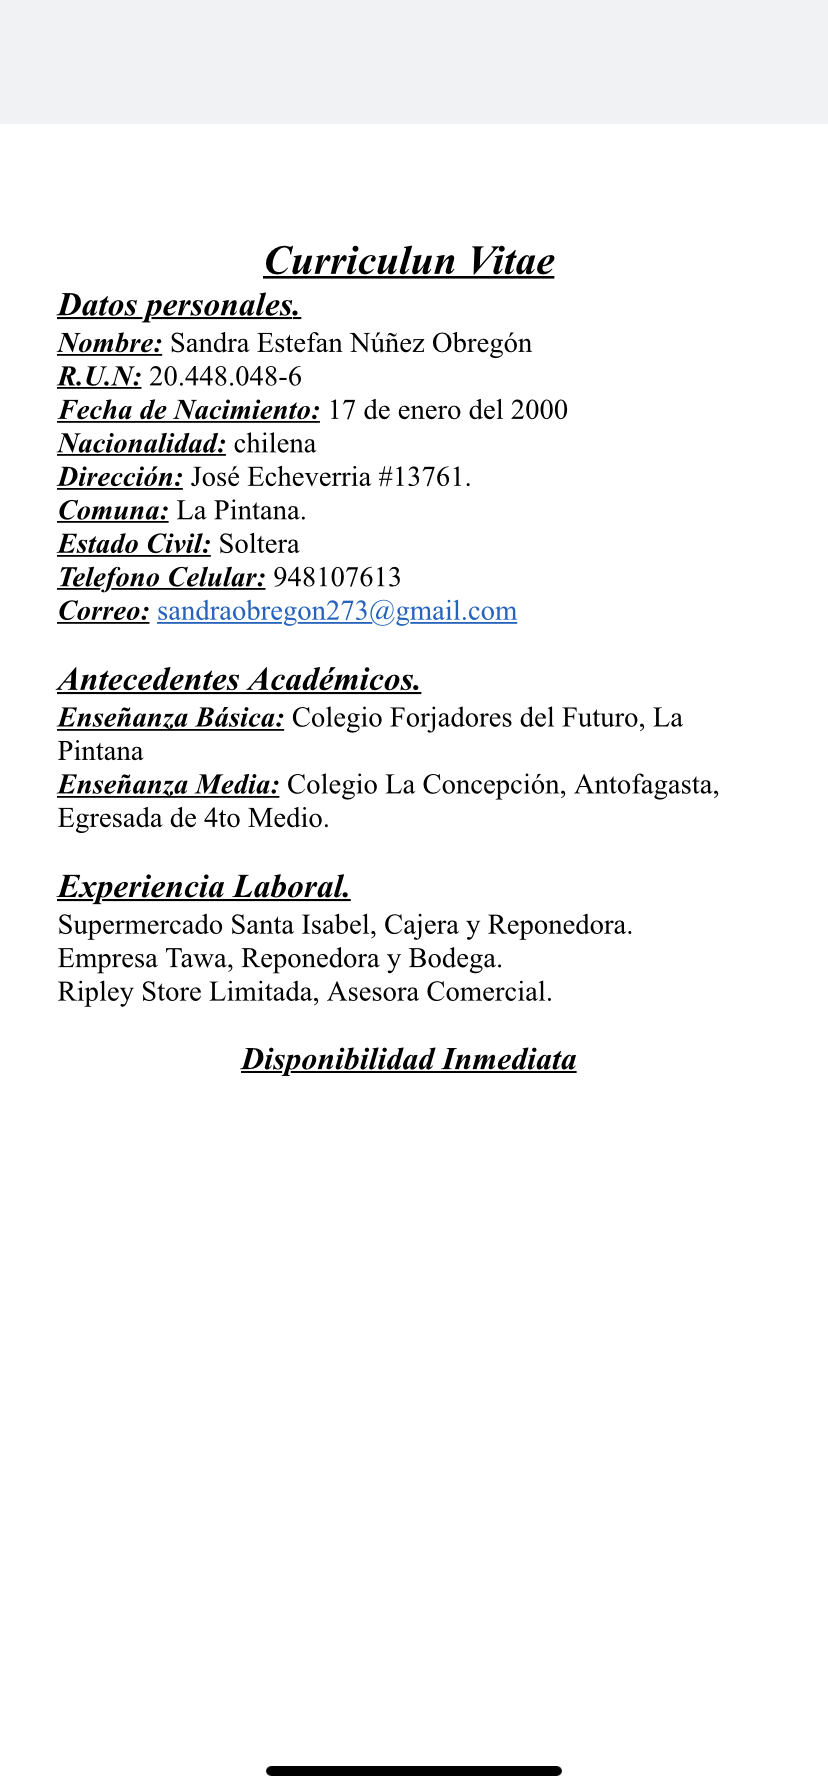 Curriculun Vitae
Datos personales.
Nombre: Sandra Estefan Núñez Obregón
R.U.N: 20.448.048-6
Fecha de Nacimiento: 17 de enero del 2000
Nacionalidad: chilena
Dirección: José Echeverria #13761.
Comuna: La Pintana.
Estado Civil: Soltera
Telefono Celular: 948107613
Correo: sandraobregon273@gmail.com
Antecedentes Académicos.
Enseñanza Básica: Colegio Forjadores del Futuro, La
Pintana
Enseñanza Media: Colegio La Concepción, Antofagasta,
Egresada de 4to Medio.
Experiencia Laboral.
Supermercado Santa Isabel, Cajera y Reponedora.
Empresa Tawa, Reponedora y Bodega.
Ripley Store Limitada, Asesora Comercial.
Disponibilidad Inmediata